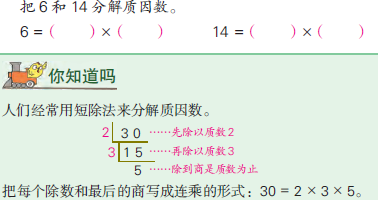 把6和14分解质因数。
6=(　　)×(　　)　　14=(　　)×(　　)
你知道吗
人们经常用短除法来分解质因数。
2 30 ……先除以质数2
3 15 ……再除以质数3
5 ……除到商是质数为止
把每个除数和最后的商写成连乘的形式：30=2×3×5。